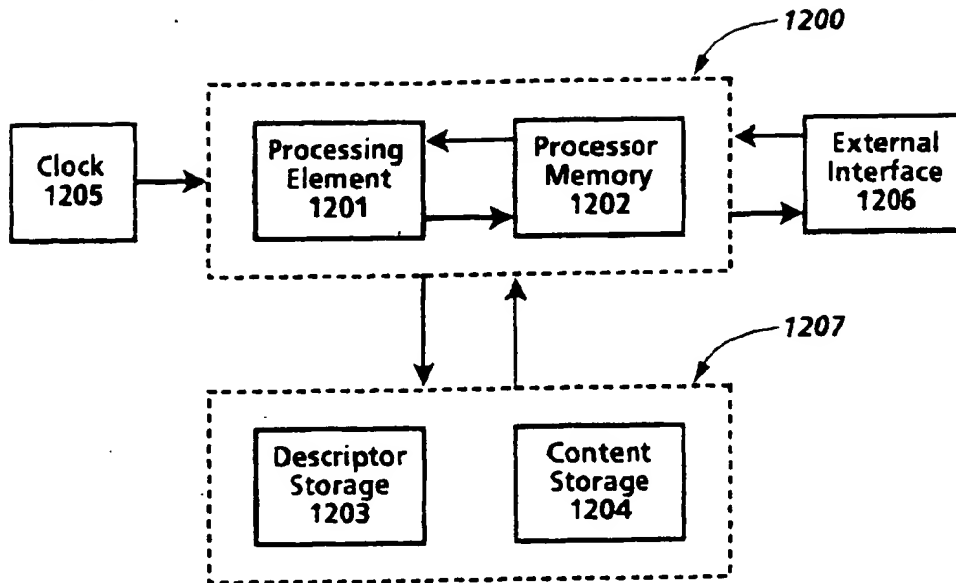 1200
Clock
1205
Processing
Element
1201
Processor
Memory
1202
External
Interface
1206
1207
Descriptor
Storage
1203
Content
Storage
1204